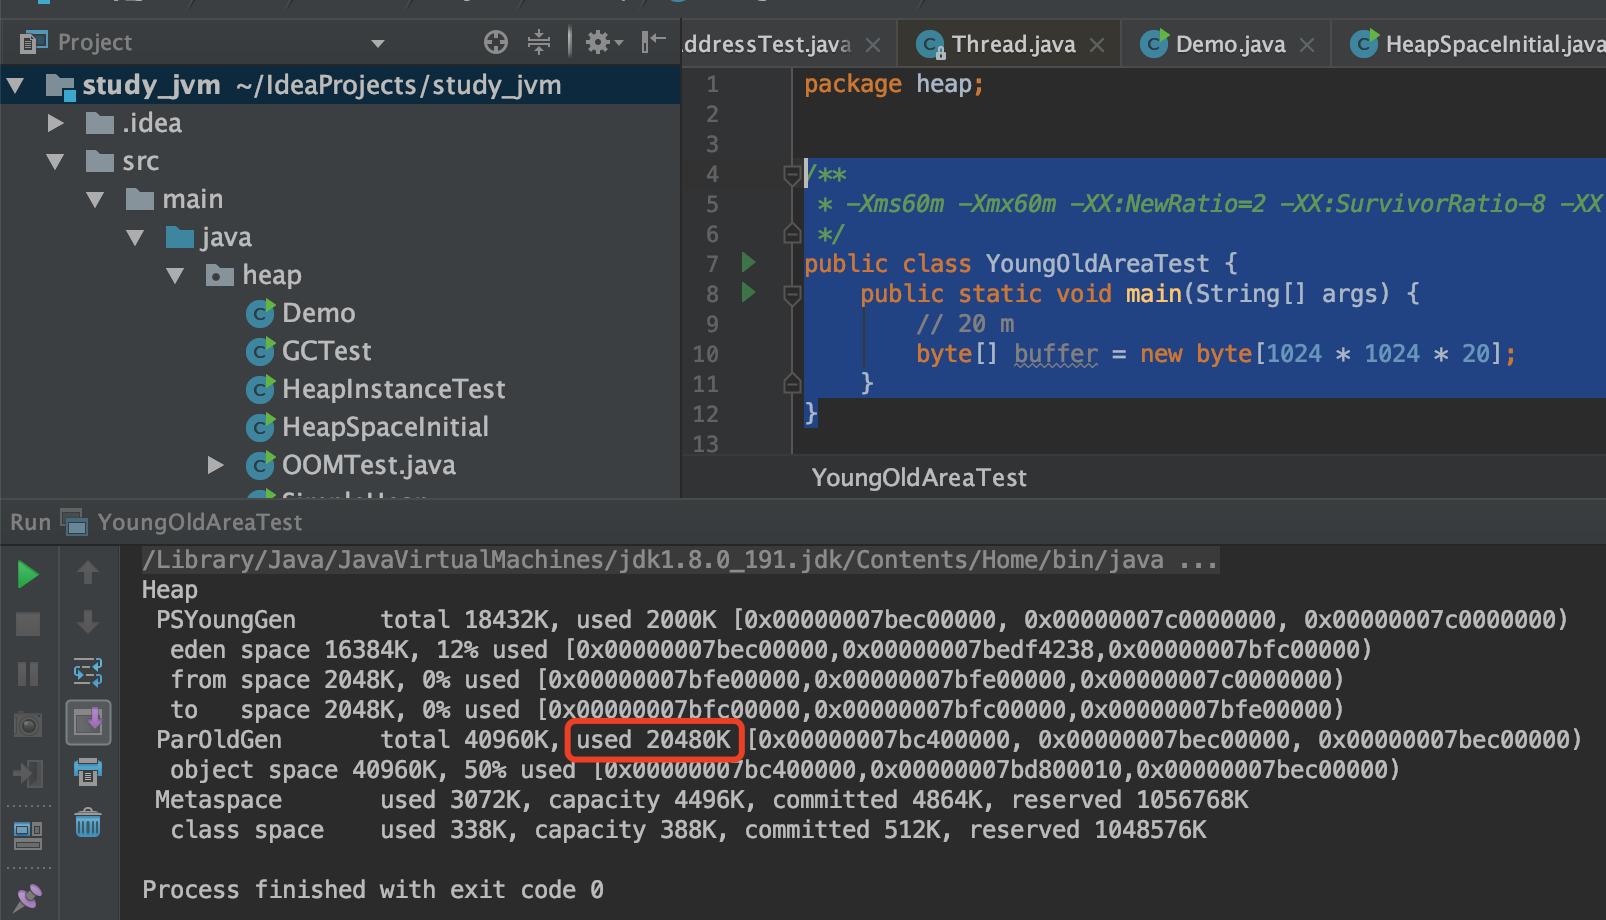 Project
ddressTest.java
Thread.java
Demo.java
HeapSpaceInitial.java
study_jvm ~/IdeaProjects/study_jvm
.idea
src
main
java
heap
Demo
GCTest
HeapInstanceTest
HeapSpaceInitial
OOMTest.java
1 package heap;
2
3
4 /**
5 * -Xms60m -Xmx60m -XX:NewRatio=2 -XX:SurvivorRatio-8 -XX
6 */
7 public class YoungOldAreaTest {
8 public static void main(String[] args) {
9 // 20 m
10 byte[] buffer = new byte[1024 * 1024 * 20];
11 }
12 }
13
YoungOldAreaTest
Run YoungOldAreaTest
/Library/Java/JavaVirtualMachines/jdk1.8.0_191.jdk/Contents/Home/bin/java ...
Heap
PSYoungGen total 18432K, used 2000K [0x00000007bec00000, 0x00000007c0000000, 0x00000007c0000000)
eden space 16384K, 12% used [0x00000007bec00000,0x00000007bedf4238,0x00000007bfc00000)
from space 2048K, 0% used [0x00000007bfe00000,0x00000007bfe00000,0x00000007c0000000)
to space 2048K, 0% used [0x00000007bfc00000,0x00000007bfc00000,0x00000007bfe00000)
ParOldGen total 40960K, used 20480K [0x00000007bc400000, 0x00000007bec00000, 0x00000007bec00000)
object space 40960K, 50% used [0x00000007bc400000,0x00000007bd800010,0x00000007bec00000)
Metaspace used 3072K, capacity 4496K, committed 4864K, reserved 1056768K
class space used 338K, capacity 388K, committed 512K, reserved 1048576K
Process finished with exit code 0